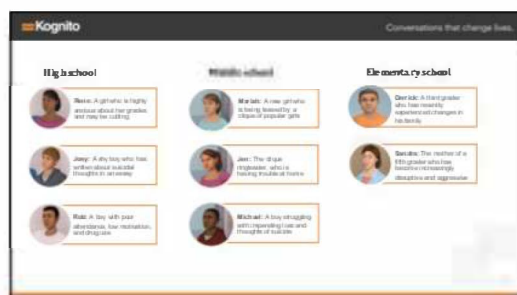 Kognito
Conversations that change lives.
High school
Middle school
Elementary school
Rosa: A girl who is highly
anxious about her grades
and may be cutting
Joey: A shy boy who has
written about suicidal
thoughts in an essay
Rob: A boy with poor
attendance, low motivation,
and drug use
Mariah: A new girl who
is being teased by a
clique of popular girls
Jen: The clique
ringleader, who is
having trouble at home
Michael: A boy struggling
with impending loss and
thoughts of suicide
Derrick: A third grader
who has recently
experienced changes in
his family
Sandra: The mother of a
fifth grader who has
become increasingly
disruptive and aggressive